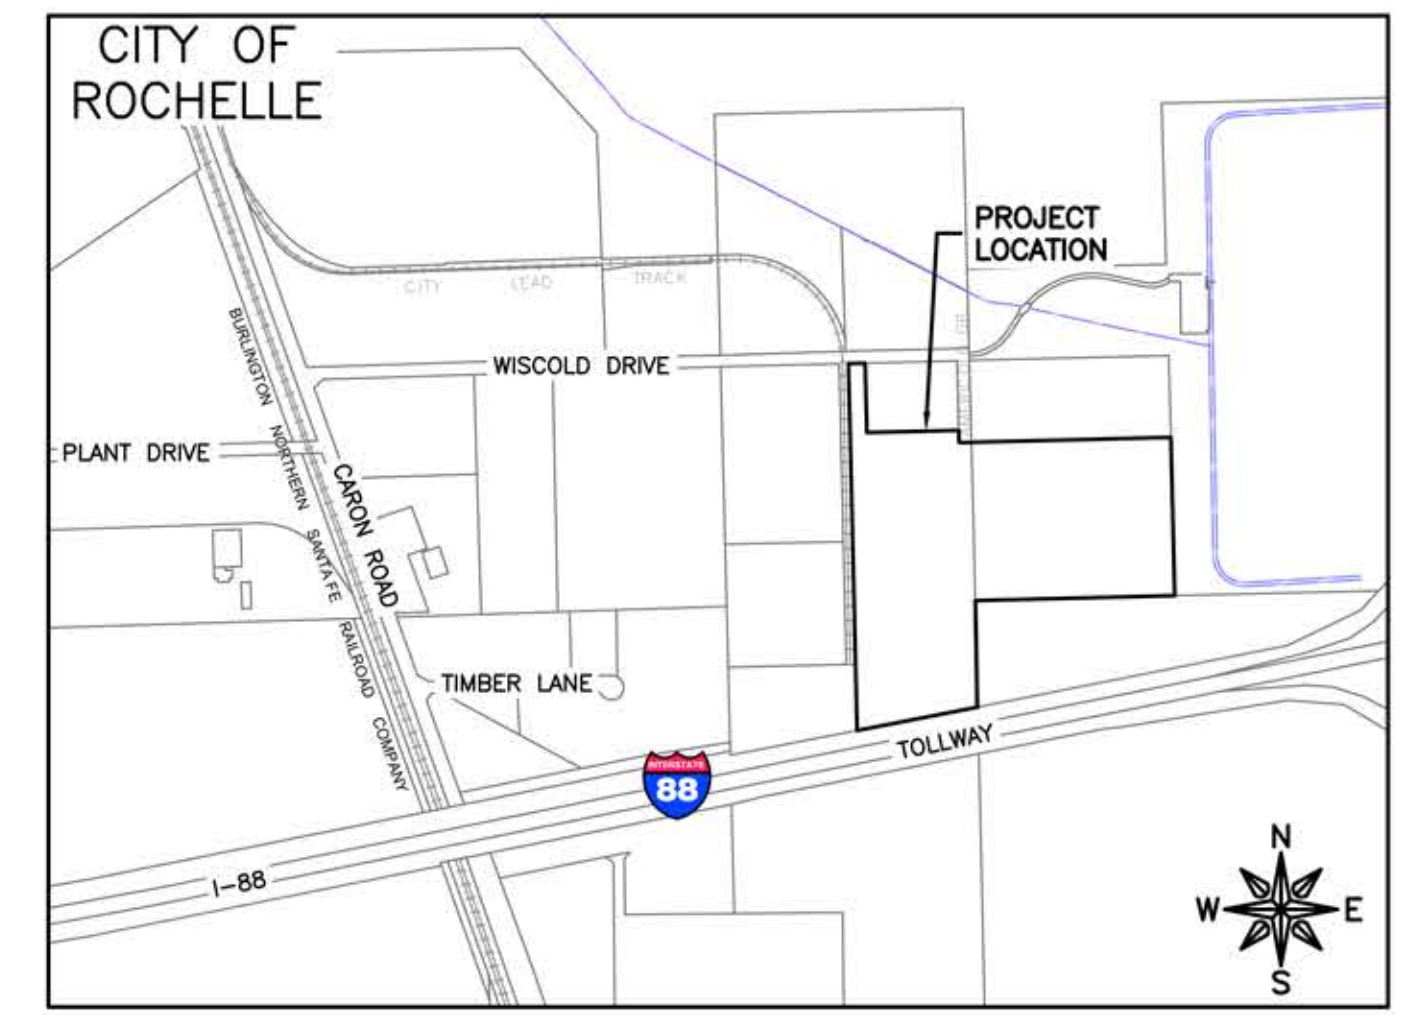 CITY OF
ROCHELLE
PROJECT
LOCATION
CITY LEAD TRACK
BURLINGTON NORTHERN SANTA FE RAILROAD COMPANY
WISCOLD DRIVE
PLANT DRIVE
CARON ROAD
TIMBER LANE
TOLLWAY
INTERSTATE
88
I-88
N
W E
S